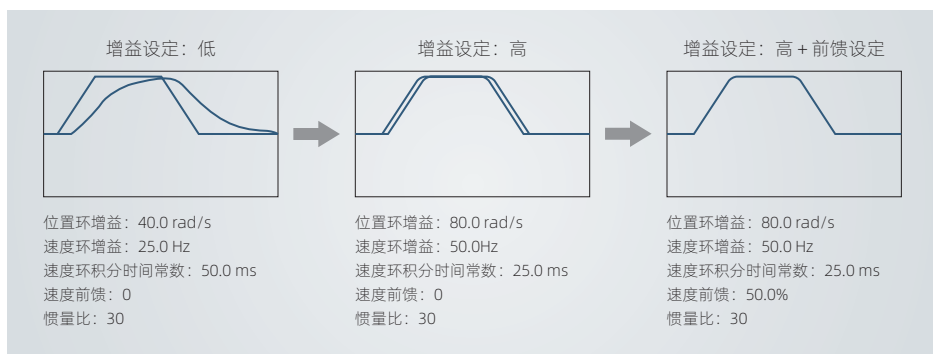 增益设定：低
位置环增益：40.0 rad/s
速度环增益：25.0 Hz
速度环积分时间常数：50.0 ms
速度前馈：0
惯量比：30
增益设定：高
位置环增益：80.0 rad/s
速度环增益：50.0Hz
速度环积分时间常数：25.0 ms
速度前馈：0
惯量比：30
增益设定：高 + 前馈设定
位置环增益：80.0 rad/s
速度环增益：50.0 Hz
速度环积分时间常数：25.0 ms
速度前馈：50.0%
惯量比：30